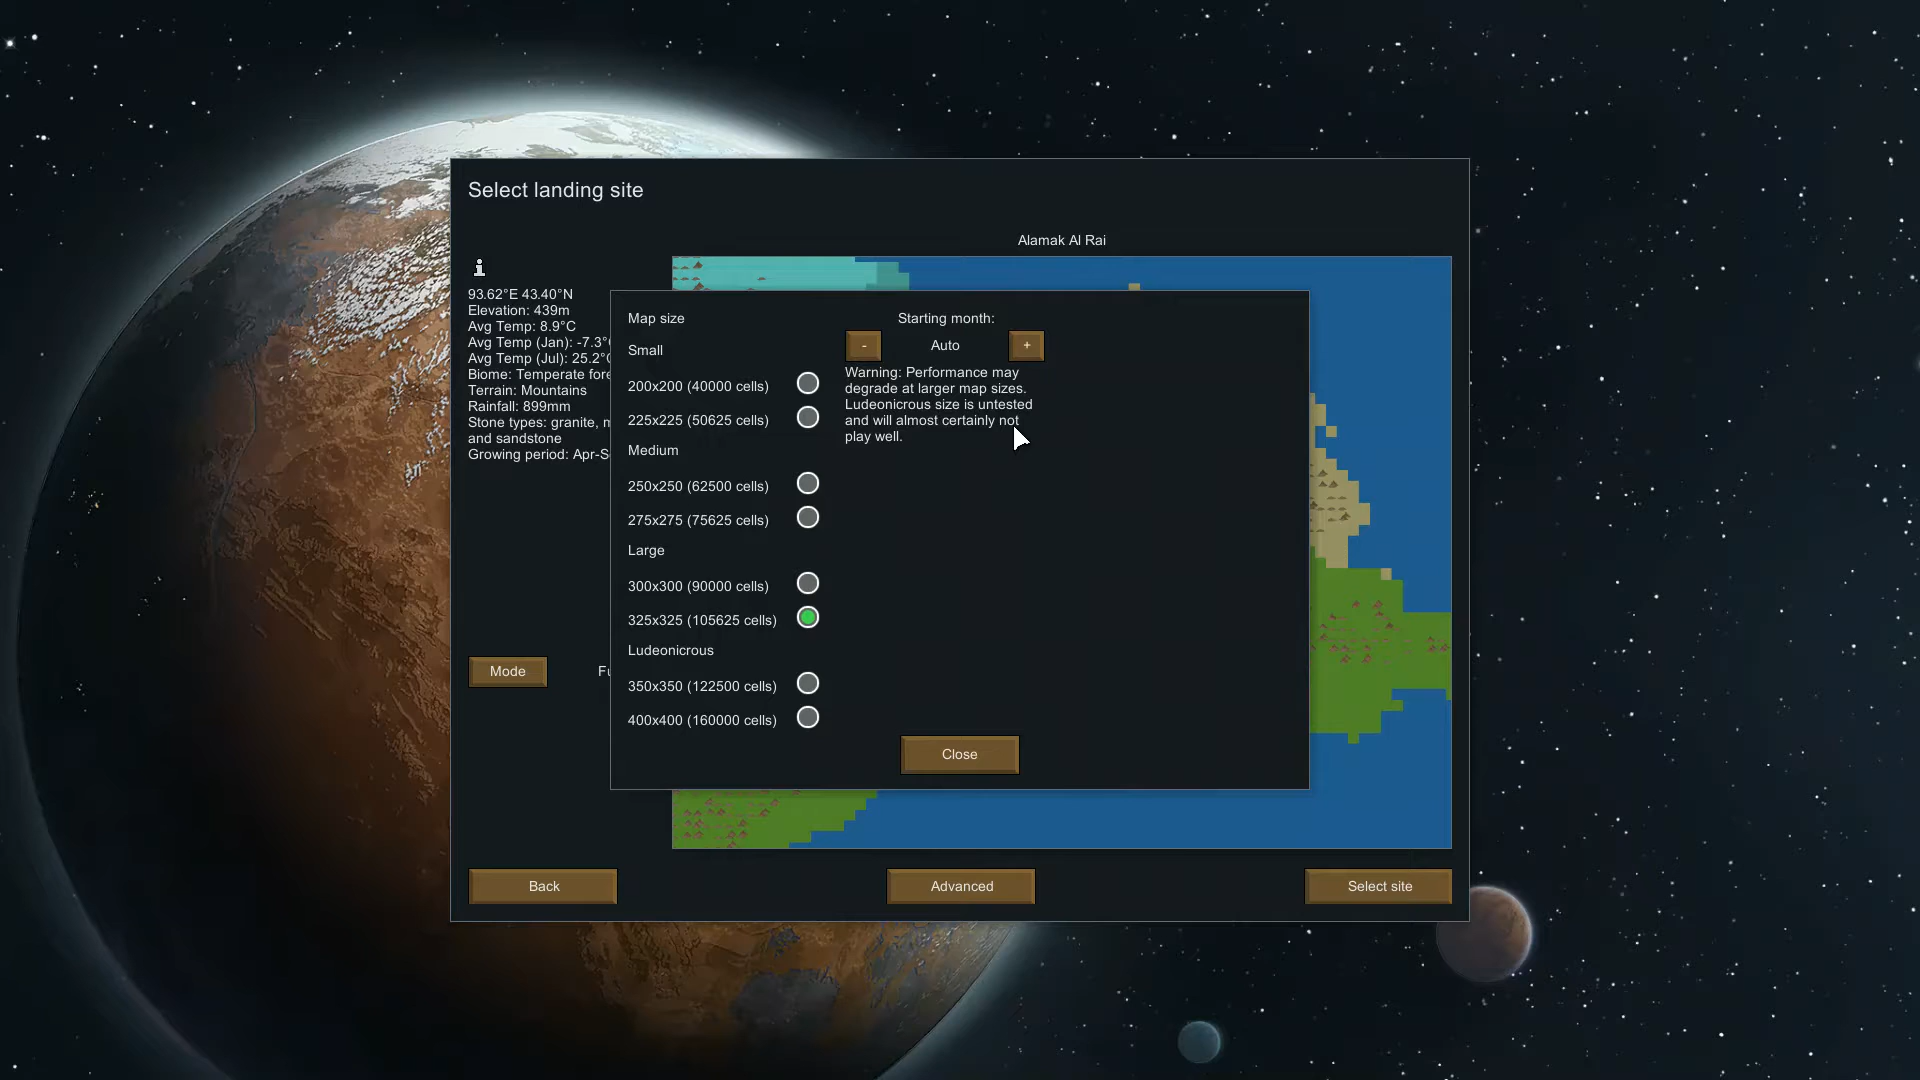 Select landing site
Alamak Al Rai
93.62°E 43.40°N
Elevation: 439m
Avg Temp: 8.9°C
Avg Temp (Jan): -7.3°
Avg Temp (Jul): 25.2°
Biome: Temperate fore
Terrain: Mountains
Rainfall: 899mm
Stone types: granite, m
and sandstone
Growing period: Apr-S
Mode
Fu
Map size
Small
200x200 (40000 cells)
225x225 (50625 cells)
Medium
250x250 (62500 cells)
275x275 (75625 cells)
Large
300x300 (90000 cells)
325x325 (105625 cells)
Ludeonicrous
350x350 (122500 cells)
400x400 (160000 cells)
Starting month:
- Auto +
Warning: Performance may
degrade at larger map sizes.
Ludeonicrous size is untested
and will almost certainly not
play well.
Close
Back
Advanced
Select site